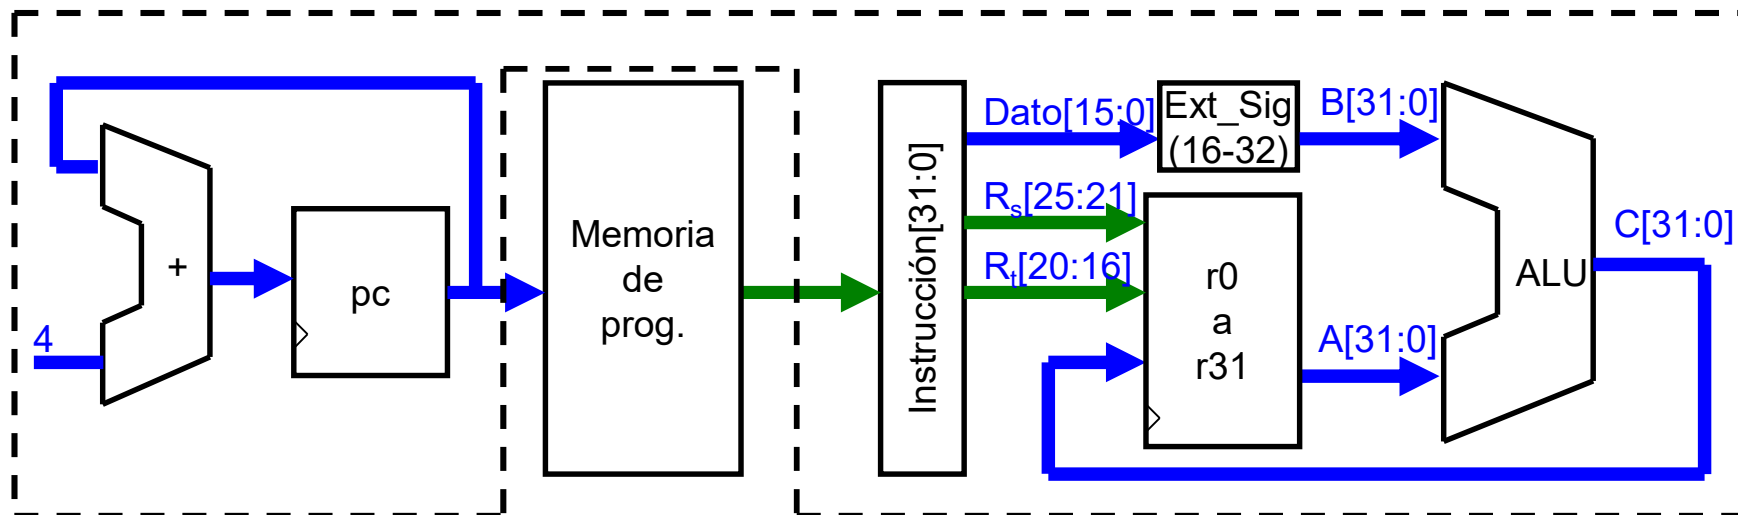 4
+
pc
Memoria
de
prog.
Instrucción[31:0]
Dato[15:0]
Rs[25:21]
Rt[20:16]
Ext_Sig
(16-32)
r0
a
r31
B[31:0]
A[31:0]
ALU
C[31:0]